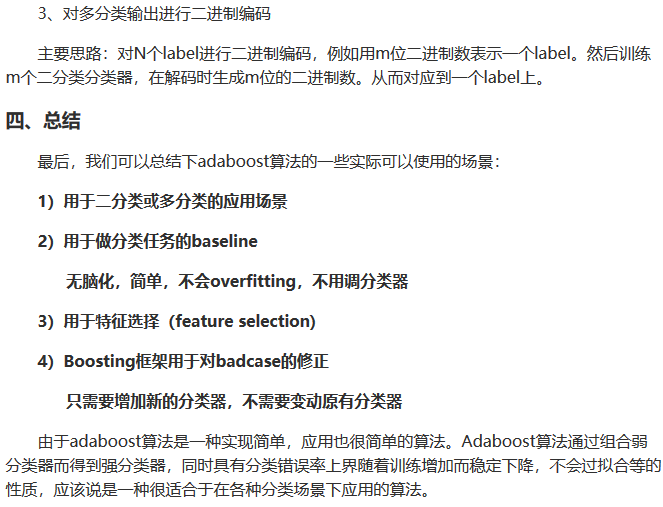 3、对多分类输出进行二进制编码
主要思路：对N个label进行二进制编码，例如用m位二进制数表示一个label。然后训练
m个二分类分类器，在解码时生成m位的二进制数。从而对应到一个label上。
四、总结
最后，我们可以总结下adaboost算法的一些实际可以使用的场景：
1）用于二分类或多分类的应用场景
2）用于做分类任务的baseline
无脑化，简单，不会overfitting，不用调分类器
3）用于特征选择（feature selection)
4）Boosting框架用于对badcase的修正
只需要增加新的分类器，不需要变动原有分类器
由于adaboost算法是一种实现简单，应用也很简单的算法。Adaboost算法通过组合弱
分类器而得到强分类器，同时具有分类错误率上界随着训练增加而稳定下降，不会过拟合等的
性质，应该说是一种很适合于在各种分类场景下应用的算法。